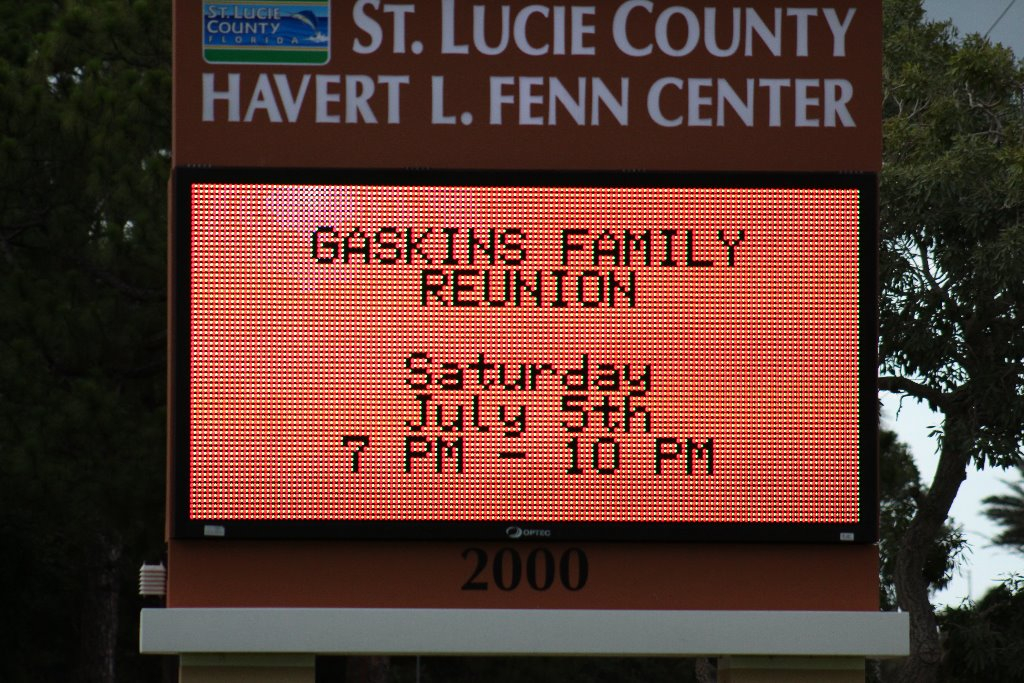 ST. LUCIE
COUNTY
FLORIDA
ST. LUCIE COUNTY
HAVERT L. FENN CENTER
GASKINS FAMILY
REUNION
Saturday
July 5th
7 PM - 10 PM
OPTEC
2000